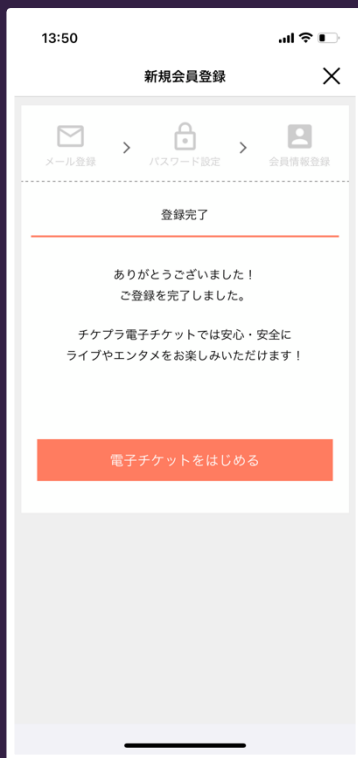 13:50
新規会員登録
メール登録
パスワード設定
会員情報登録
登録完了
ありがとうございました！
ご登録を完了しました。
チケプラ電子チケットでは安心・安全に
ライブやエンタメをお楽しみいただけます！
電子チケットをはじめる